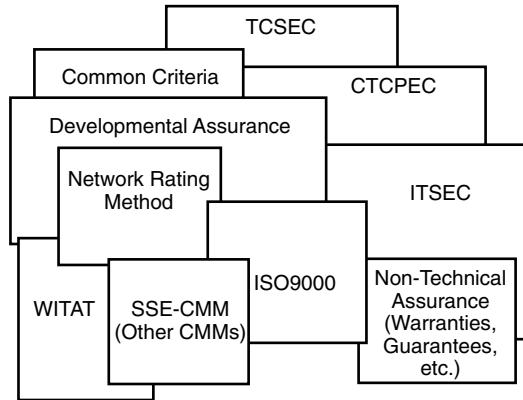 TCSEC
Common Criteria
CTCPEC
Developmental Assurance
Network Rating
Method
ITSEC
ISO9000
WITAT
SSE-CMM
(Other CMMs)
Non-Technical
Assurance
(Warranties,
Guarantees,
etc.)